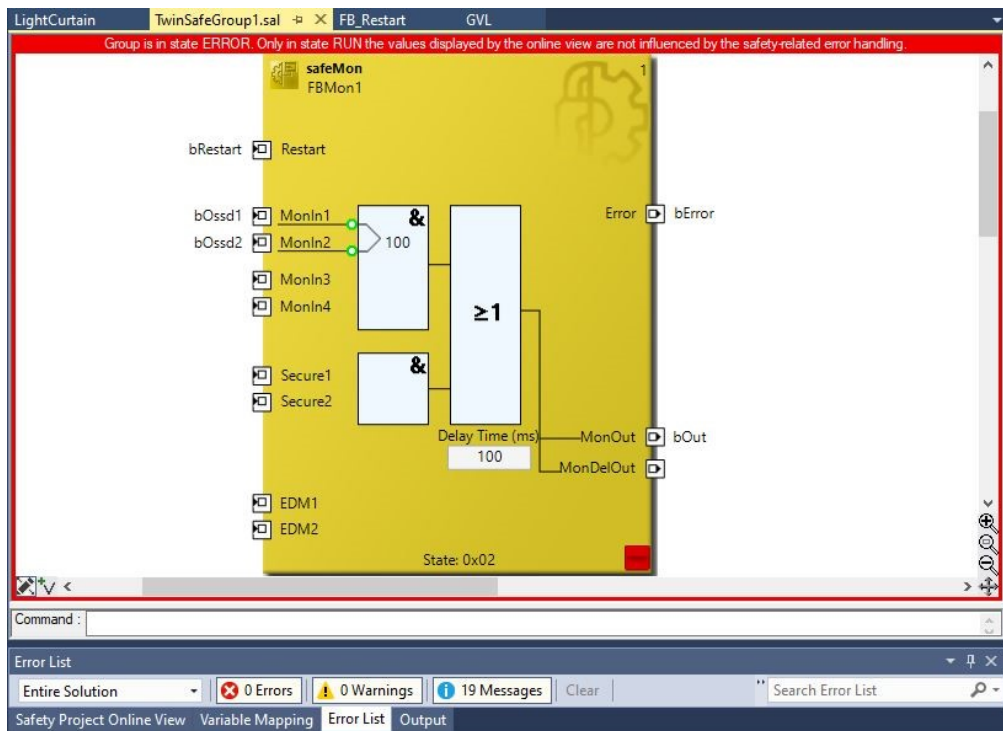 LightCurtain TwinSafeGroup1.sal FB_Restart GVL
Group is in state ERROR. Only in state RUN the values displayed by the online view are not influenced by the safety-related error handling.
safeMon 1
FBMon1
bRestart Restart
bOssd1 MonIn1 & Error bError
bOssd2 MonIn2 100
MonIn3
MonIn4 ≥1
&
Secure1
Secure2
Delay Time (ms) MonOut bOut
100 MonDelOut
EDM1
EDM2
State: 0x02
Command :
Error List
Entire Solution 0 Errors 0 Warnings 19 Messages Clear Search Error List
Safety Project Online View Variable Mapping Error List Output